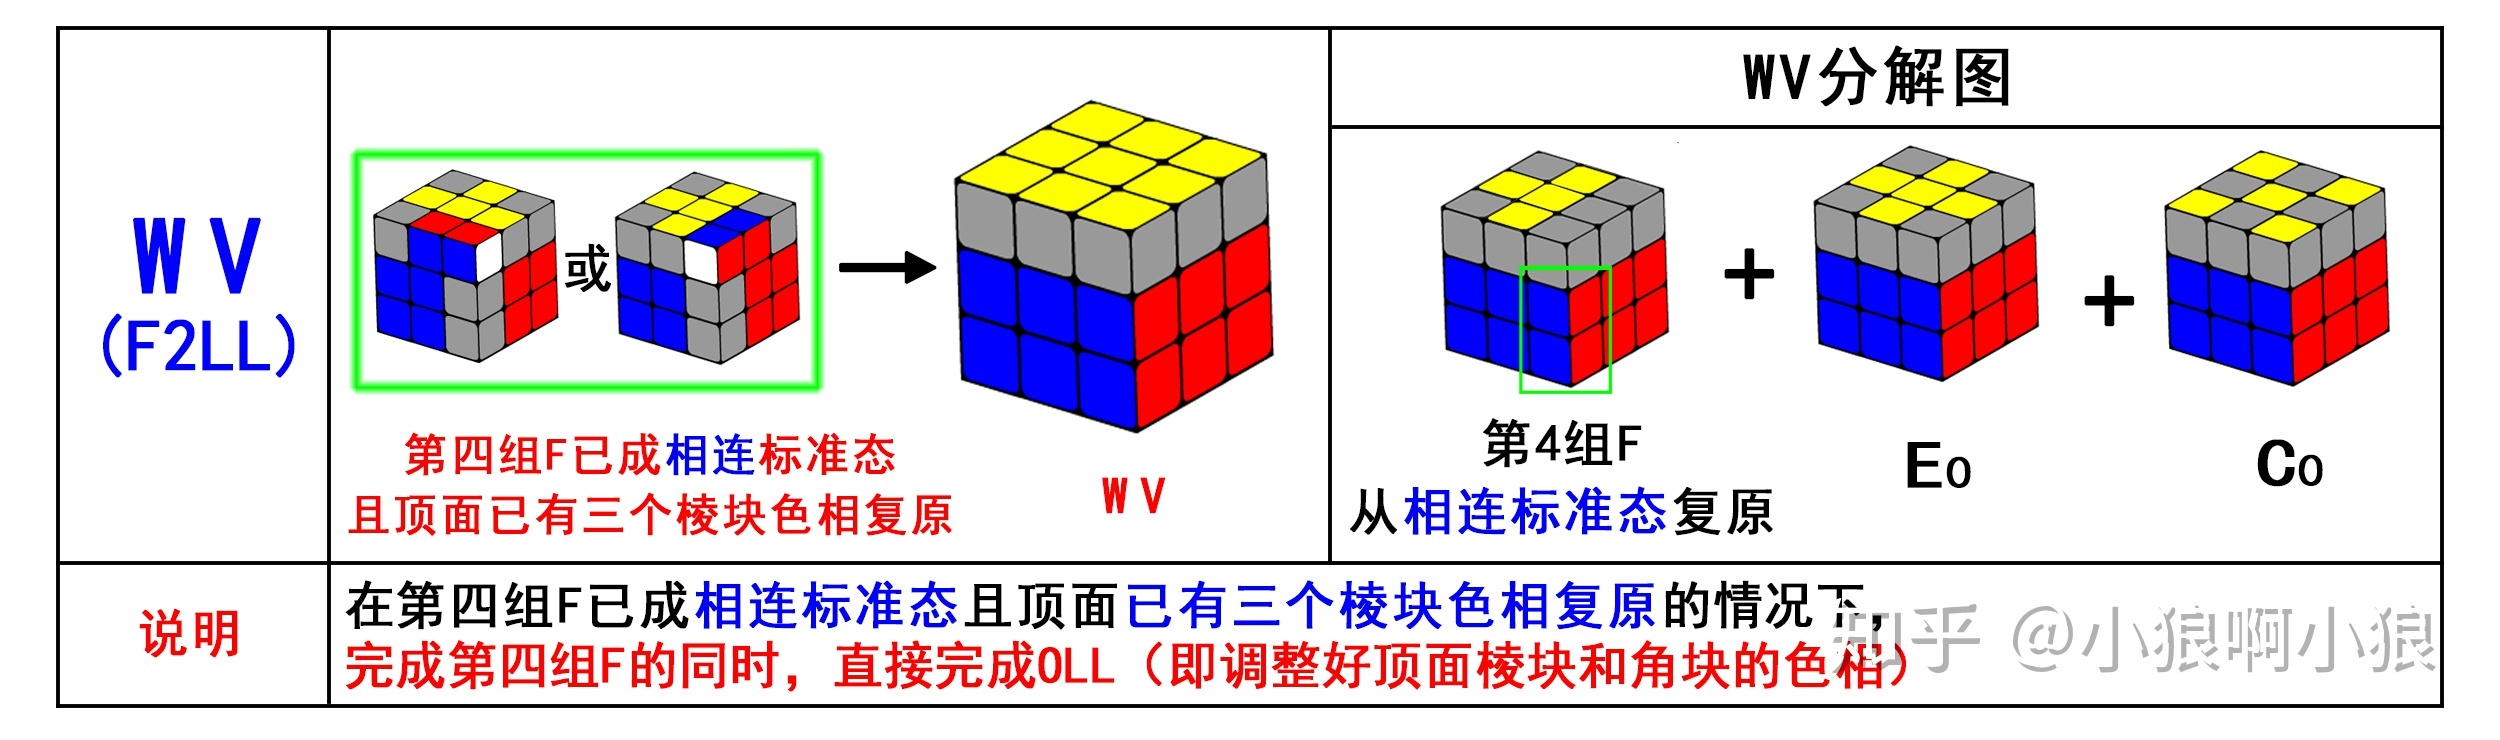 WV
(F2LL)
或
第四组F已成相连标准态
且顶面已有三个棱块色相复原
WV
WV分解图
+
+
第4组F
从相连标准态复原
EO
CO
说明
在第四组F已成相连标准态且顶面已有三个棱块色相复原的情况下，
完成第四组F的同时，直接完成OLL（即调整好顶面棱块和角块的色相）
知乎 @小狼啊小狼